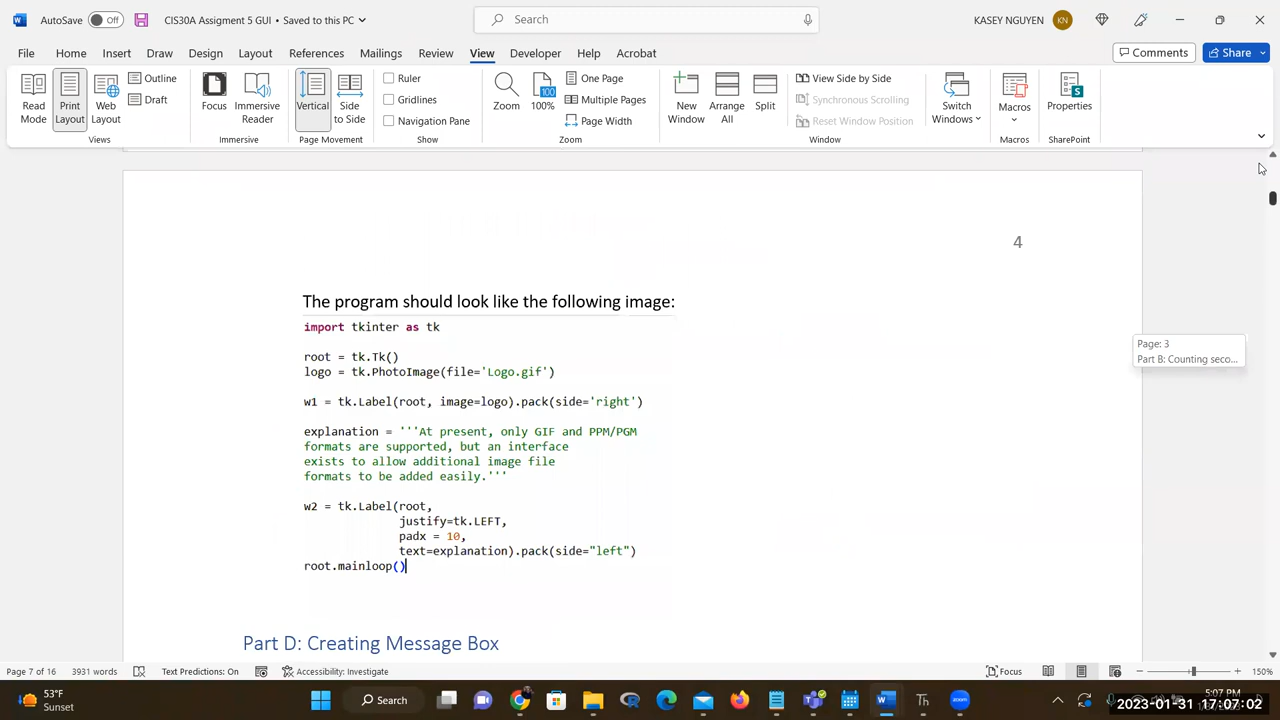 AutoSave Off CIS30A Assigment 5 GUI • Saved to this PC Search KASEY NGUYEN KN
File Home Insert Draw Design Layout References Mailings Review View Developer Help Acrobat Comments Share
Read Mode
Print Layout
Web Layout
Outline
Draft
Views
Focus
Immersive Reader
Immersive
Vertical
Side to Side
Page Movement
Ruler
Gridlines
Navigation Pane
Show
Zoom
100%
One Page
Multiple Pages
Page Width
Zoom
New Window
Arrange All
Split
View Side by Side
Synchronous Scrolling
Reset Window Position
Window
Switch Windows
Macros
Macros
Properties
SharePoint
4
The program should look like the following image:
import tkinter as tk
root = tk.Tk()
logo = tk.PhotoImage(file='Logo.gif')
w1 = tk.Label(root, image=logo).pack(side='right')
explanation = '''At present, only GIF and PPM/PGM
formats are supported, but an interface
exists to allow additional image file
formats to be added easily.'''
w2 = tk.Label(root,
justify=tk.LEFT,
padx = 10,
text=explanation).pack(side="left")
root.mainloop()
Page: 3
Part B: Counting seco...
Part D: Creating Message Box
Page 7 of 16 3931 words Text Predictions: On Accessibility: Investigate Focus 150%
53°F
Sunset
Search
5:07 PM
2023-01-31 17:07:02